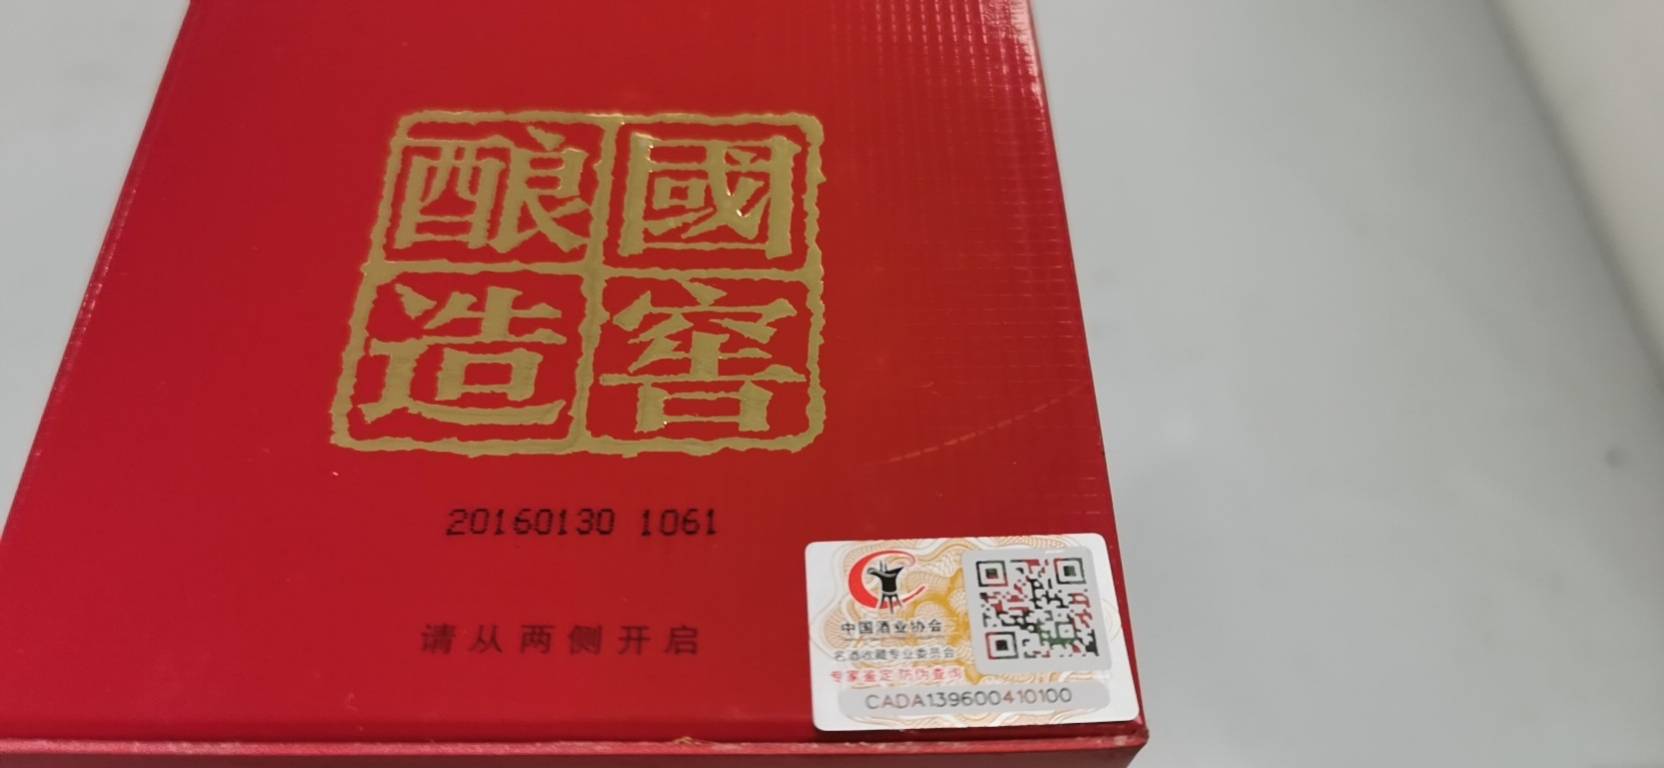 國窖
酿造
20160130 1061
请从两侧开启
中国酒业协会
名酒收藏专业委员会
专家鉴定 防伪查询
CADA139600410100